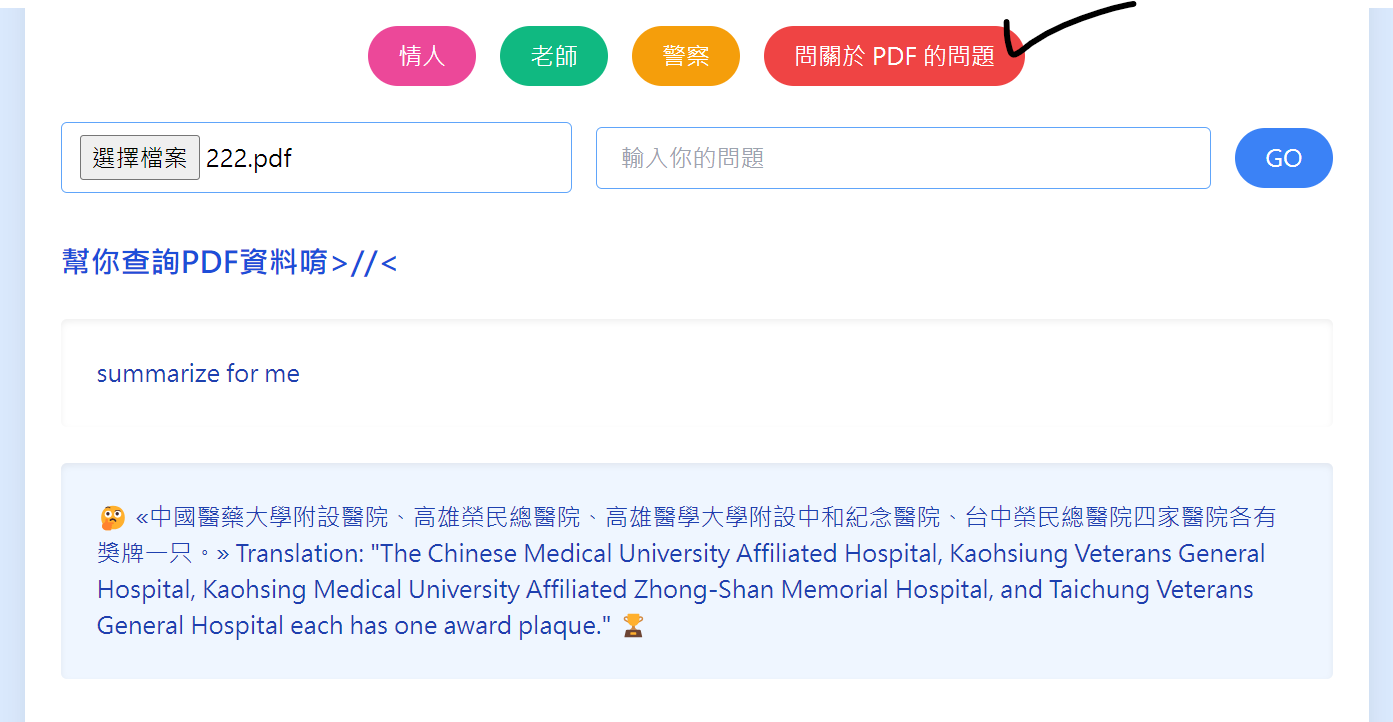 情人 老師 警察 問關於 PDF 的問題
選擇檔案 222.pdf 輸入你的問題 GO
幫你查詢PDF資料唷>//<
summarize for me
🤔 «中國醫藥大學附設醫院、高雄榮民總醫院、高雄醫學大學附設中和紀念醫院、台中榮民總醫院四家醫院各有
獎牌一只。» Translation: "The Chinese Medical University Affiliated Hospital, Kaohsiung Veterans General
Hospital, Kaohsing Medical University Affiliated Zhong-Shan Memorial Hospital, and Taichung Veterans
General Hospital each has one award plaque." 🏆